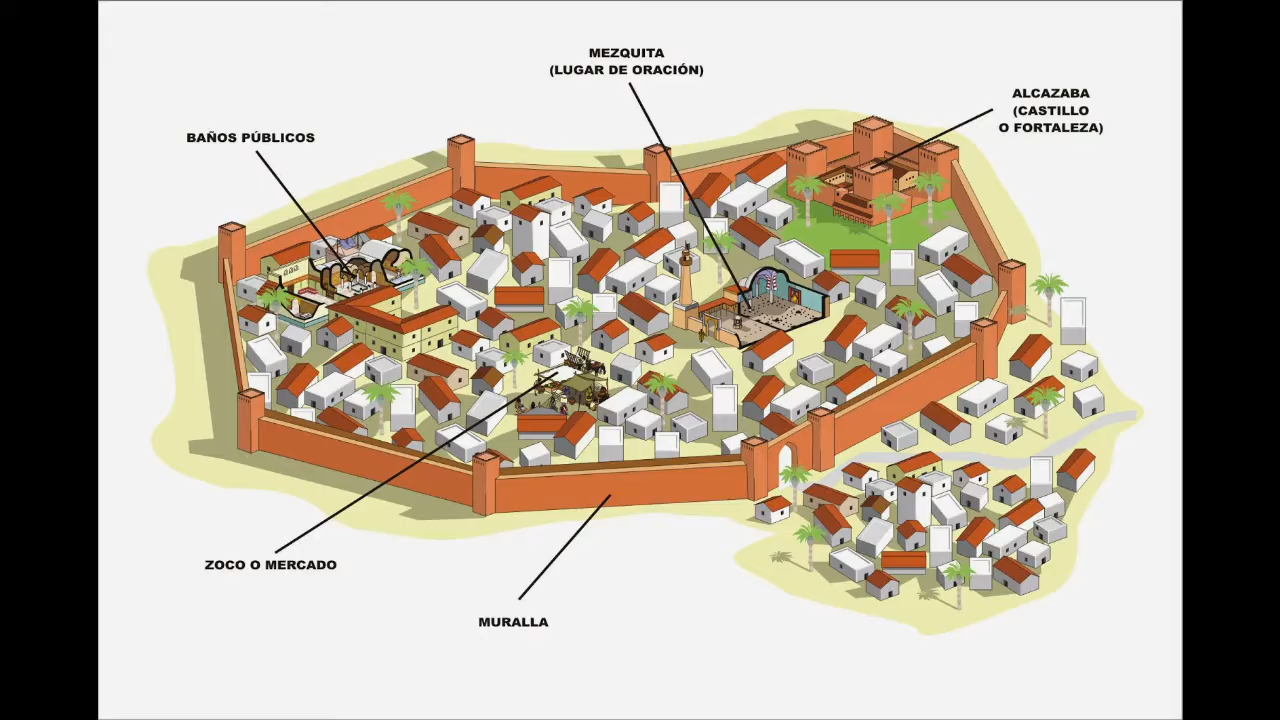 MEZQUITA
(LUGAR DE ORACIÓN)
ALCAZABA
(CASTILLO
O FORTALEZA)
BAÑOS PÚBLICOS
ZOCO O MERCADO
MURALLA